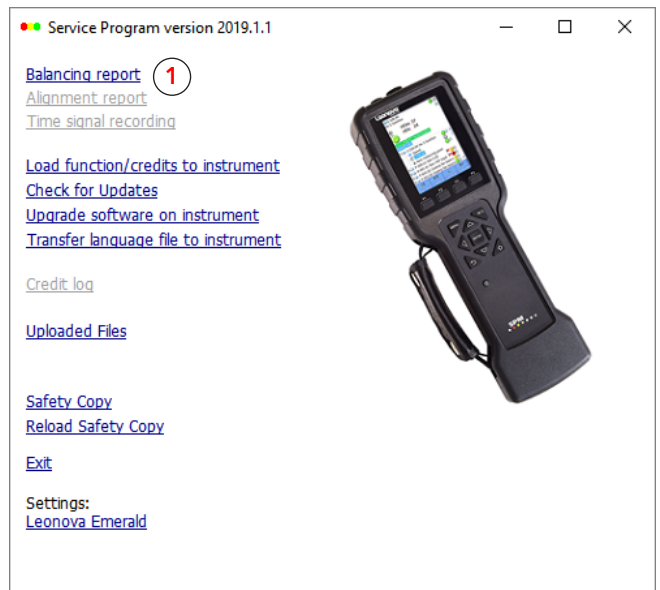 Service Program version 2019.1.1
Balancing report
1
Alignment report
Time signal recording
Load function/credits to instrument
Check for Updates
Upgrade software on instrument
Transfer language file to instrument
Credit log
Uploaded Files
Safety Copy
Reload Safety Copy
Exit
Settings:
Leonova Emerald
Leonova
SPM